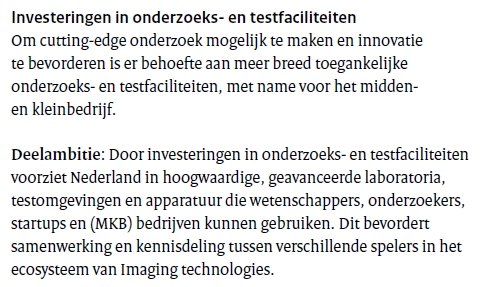 Investeringen in onderzoeks- en testfaciliteiten
Om cutting-edge onderzoek mogelijk te maken en innovatie
te bevorderen is er behoefte aan meer breed toegankelijke
onderzoeks- en testfaciliteiten, met name voor het midden-
en kleinbedrijf.
Deelambitie: Door investeringen in onderzoeks- en testfaciliteiten
voorziet Nederland in hoogwaardige, geavanceerde laboratoria,
testomgevingen en apparatuur die wetenschappers, onderzoekers,
startups en (MKB) bedrijven kunnen gebruiken. Dit bevordert
samenwerking en kennisdeling tussen verschillende spelers in het
ecosysteem van Imaging technologies.